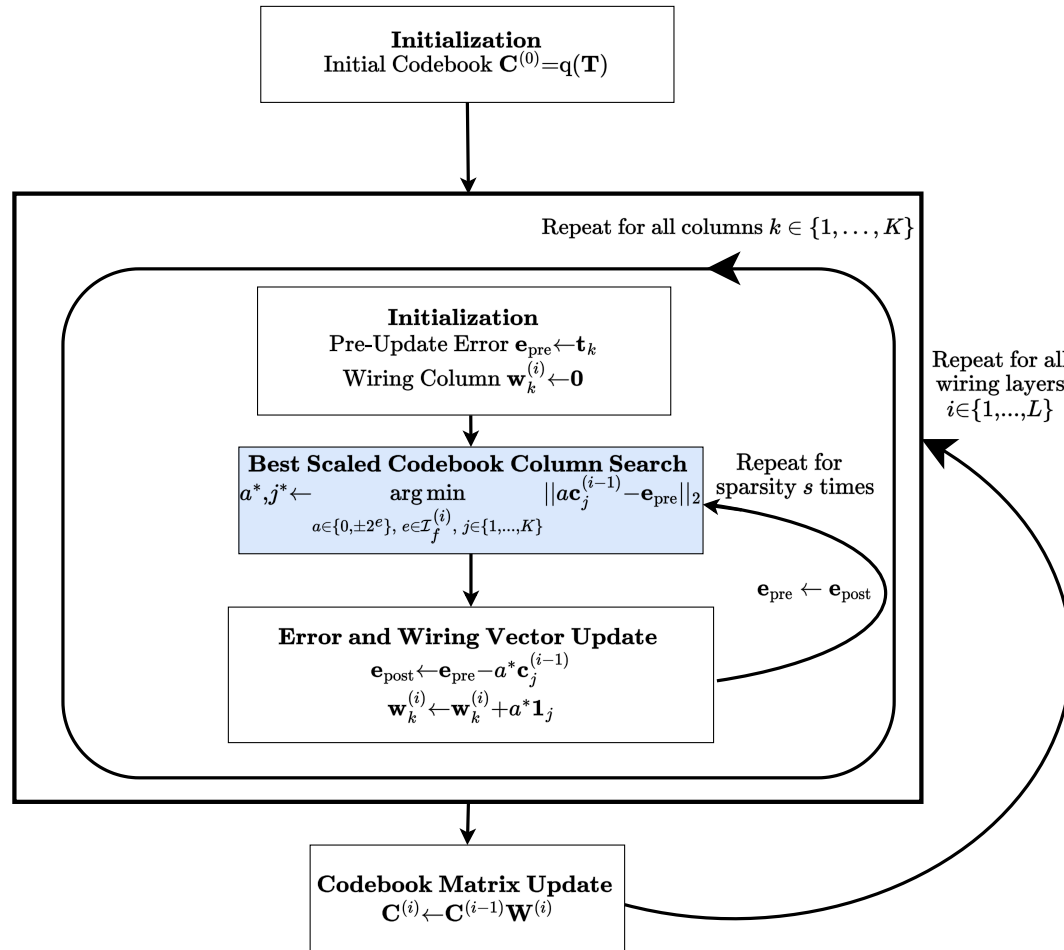 Initialization
Initial Codebook C^(0)=q(T)
Repeat for all columns k ∈ {1, . . . , K}
Initialization
Pre-Update Error e_pre←t_k
Wiring Column w_k^(i)←0
Repeat for all
wiring layers
i∈{1,...,L}
Best Scaled Codebook Column Search
a*,j*← arg min ||ac_j^(i−1)−e_pre||_2
a∈{0,±2^e}, e∈I_f^(i), j∈{1,...,K}
Repeat for
sparsity s times
e_pre ← e_post
Error and Wiring Vector Update
e_post←e_pre−a*c_j^(i−1)
w_k^(i)←w_k^(i)+a*1_j
Codebook Matrix Update
C^(i)←C^(i−1)W^(i)